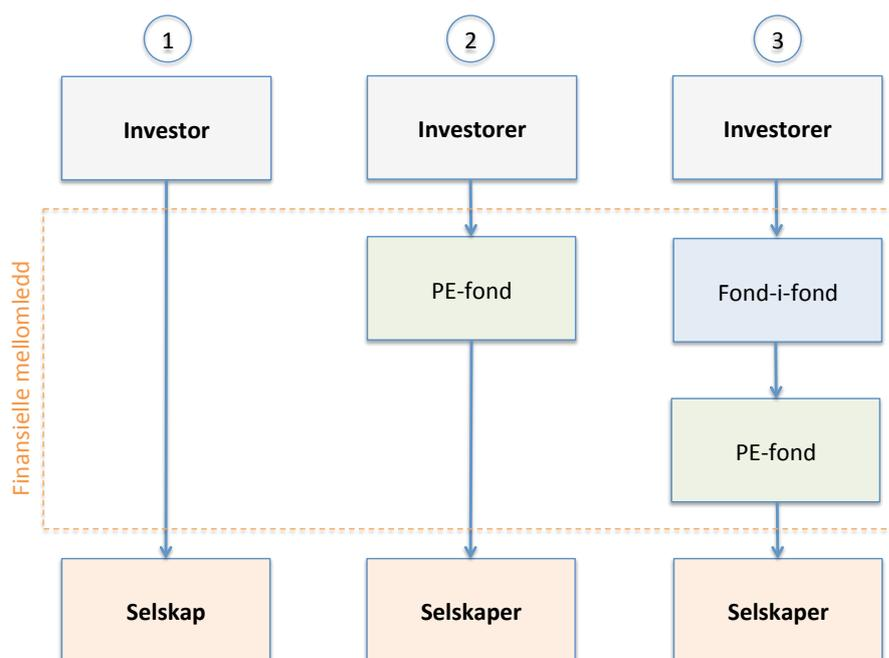 1
2
3
Investor
Investorer
Investorer
Finansielle mellomledd
PE-fond
Fond-i-fond
PE-fond
Selskap
Selskaper
Selskaper